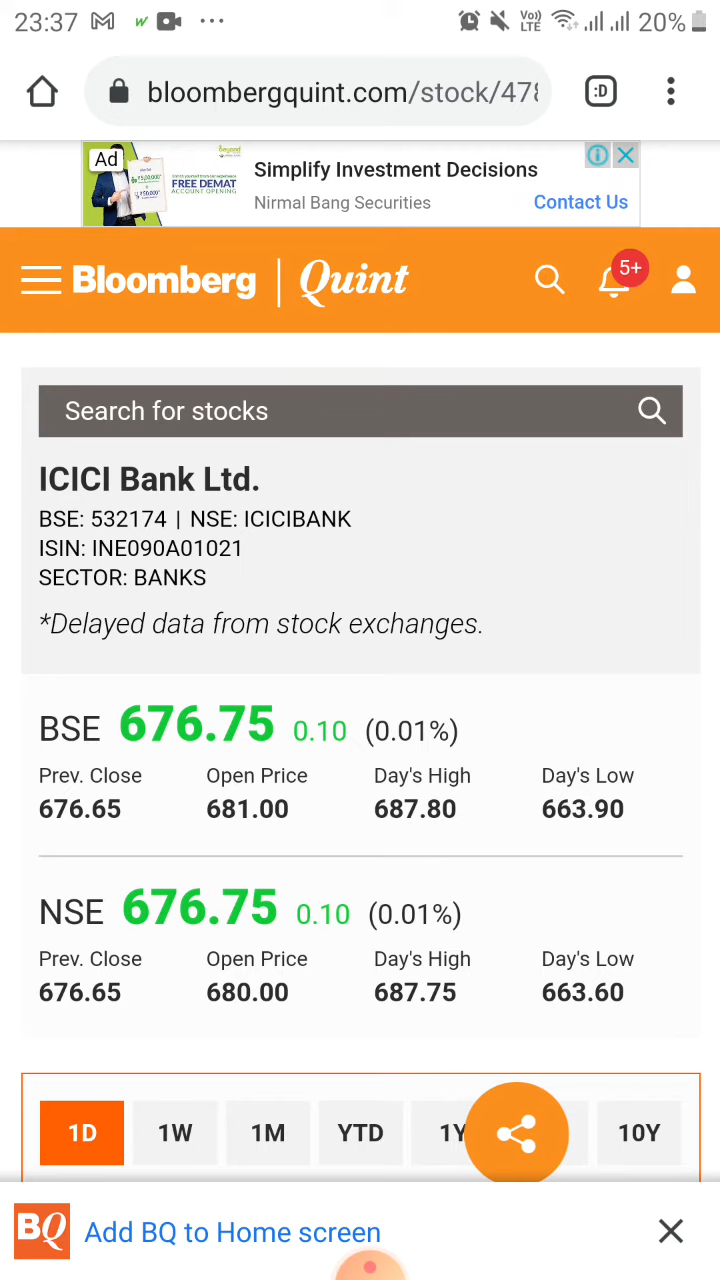 23:37 M w ··· Vo)) LTE 20%
bloombergquint.com/stock/478 :D
Ad
beyond
FREE DEMAT
ACCOUNT OPENING
Simplify Investment Decisions
Nirmal Bang Securities Contact Us
Bloomberg | Quint 5+
Search for stocks
ICICI Bank Ltd.
BSE: 532174 | NSE: ICICIBANK
ISIN: INE090A01021
SECTOR: BANKS
*Delayed data from stock exchanges.
BSE 676.75 0.10 (0.01%)
Prev. Close Open Price Day's High Day's Low
676.65 681.00 687.80 663.90
NSE 676.75 0.10 (0.01%)
Prev. Close Open Price Day's High Day's Low
676.65 680.00 687.75 663.60
1D 1W 1M YTD 1Y 10Y
BQ Add BQ to Home screen